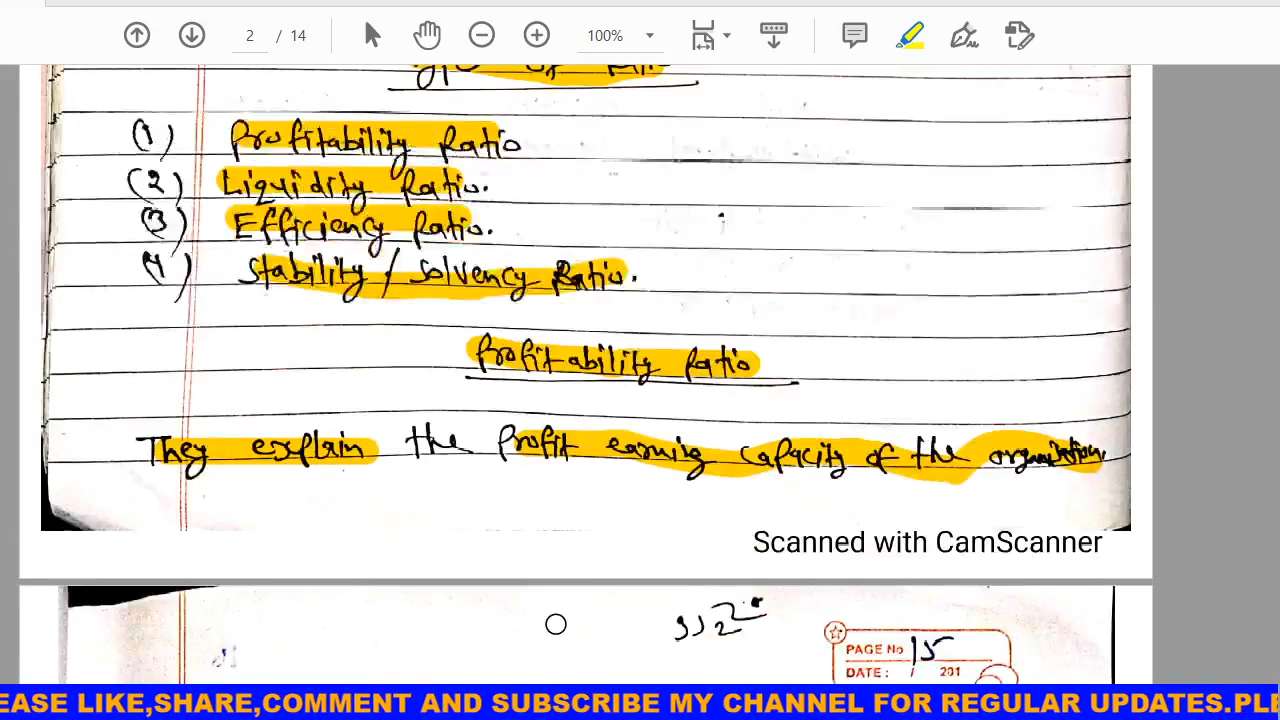 2 / 14
100%
(1) Profitability Ratio
(2) Liquidity Ratio.
(3) Efficiency Ratio.
(4) Stability / Solvency Ratio.
Profitability Ratio
They explain the profit earning capacity of the organisation.
Scanned with CamScanner
PAGE No 15
DATE : / 201
EASE LIKE,SHARE,COMMENT AND SUBSCRIBE MY CHANNEL FOR REGULAR UPDATES.PLE